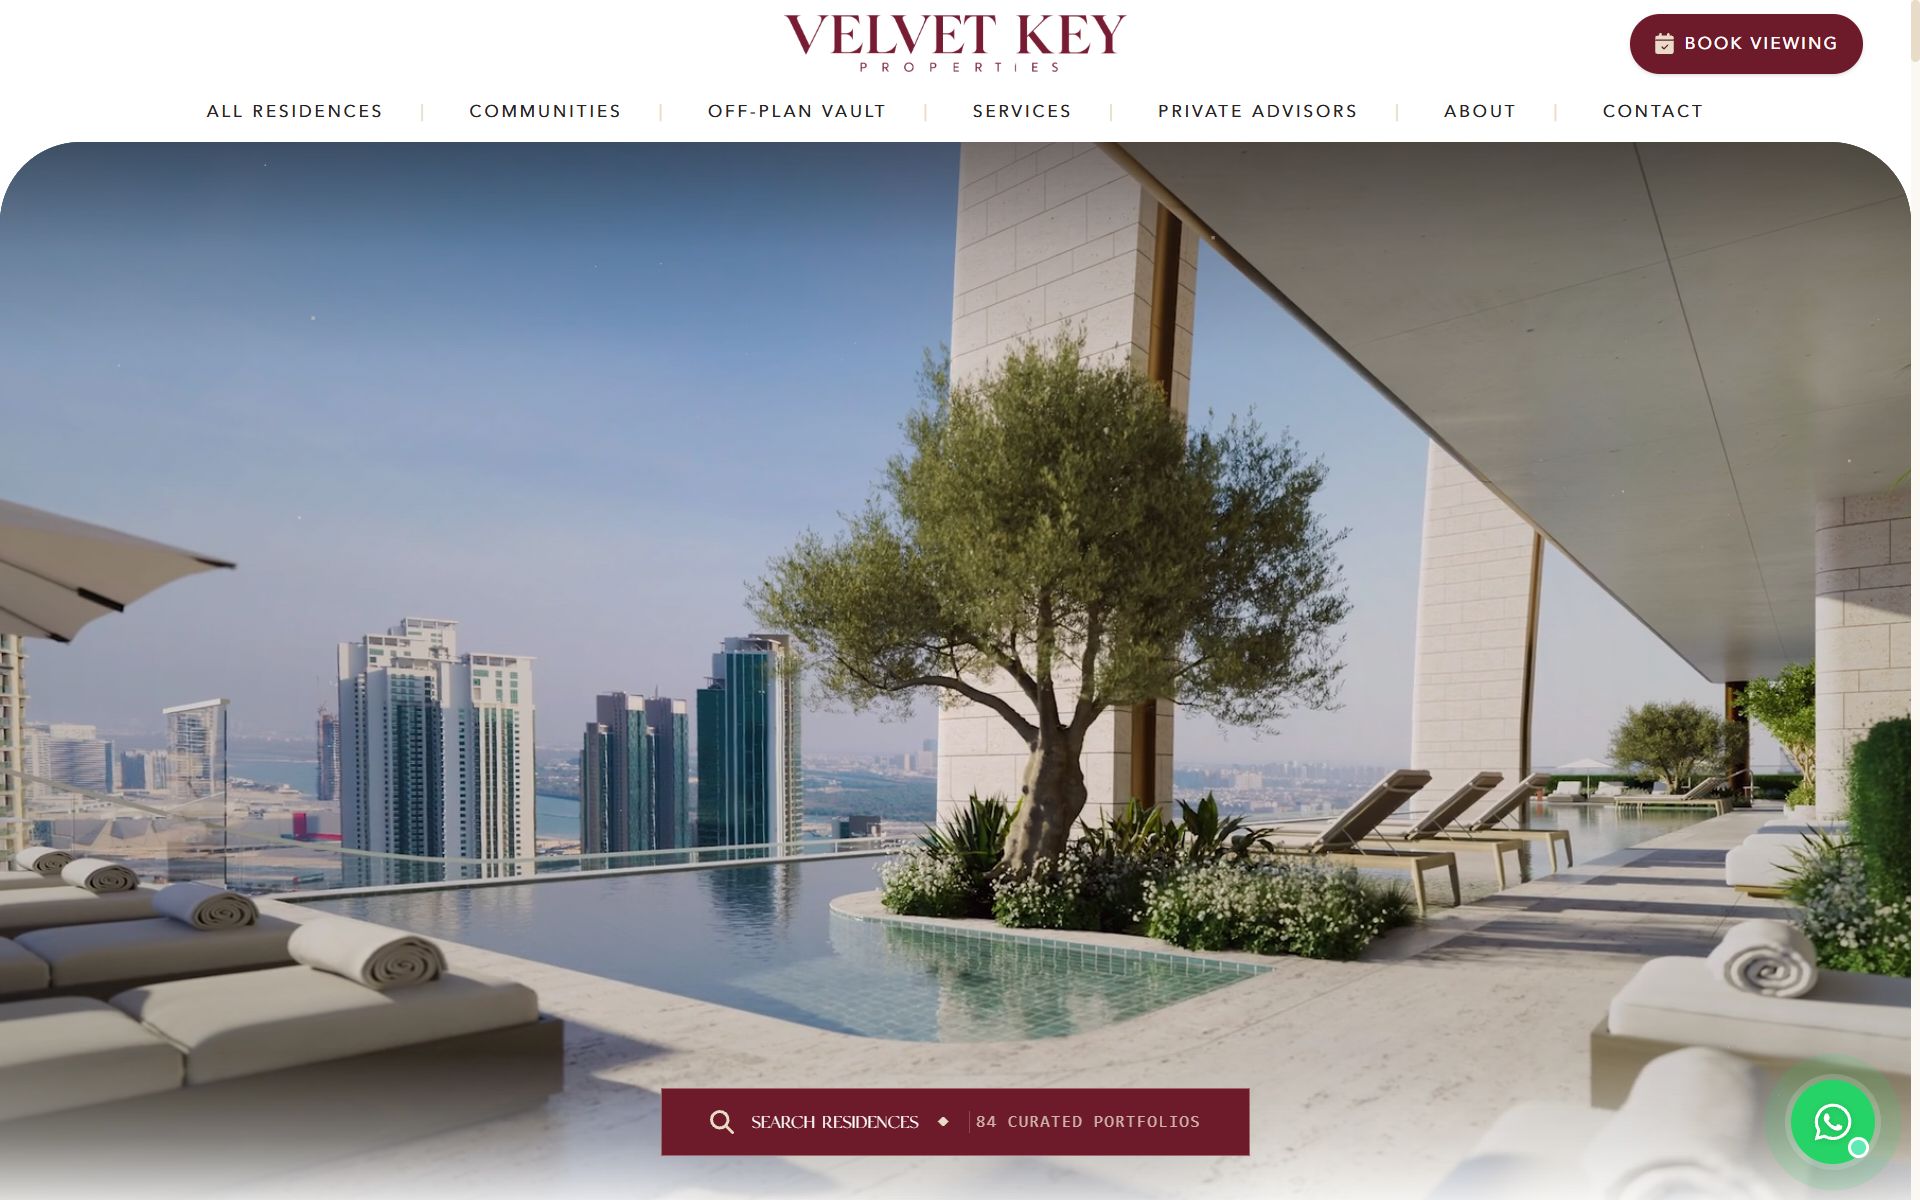 VELVET KEY
PROPERTIES
BOOK VIEWING
ALL RESIDENCES
COMMUNITIES
OFF-PLAN VAULT
SERVICES
PRIVATE ADVISORS
ABOUT
CONTACT
SEARCH RESIDENCES ◆ 84 CURATED PORTFOLIOS